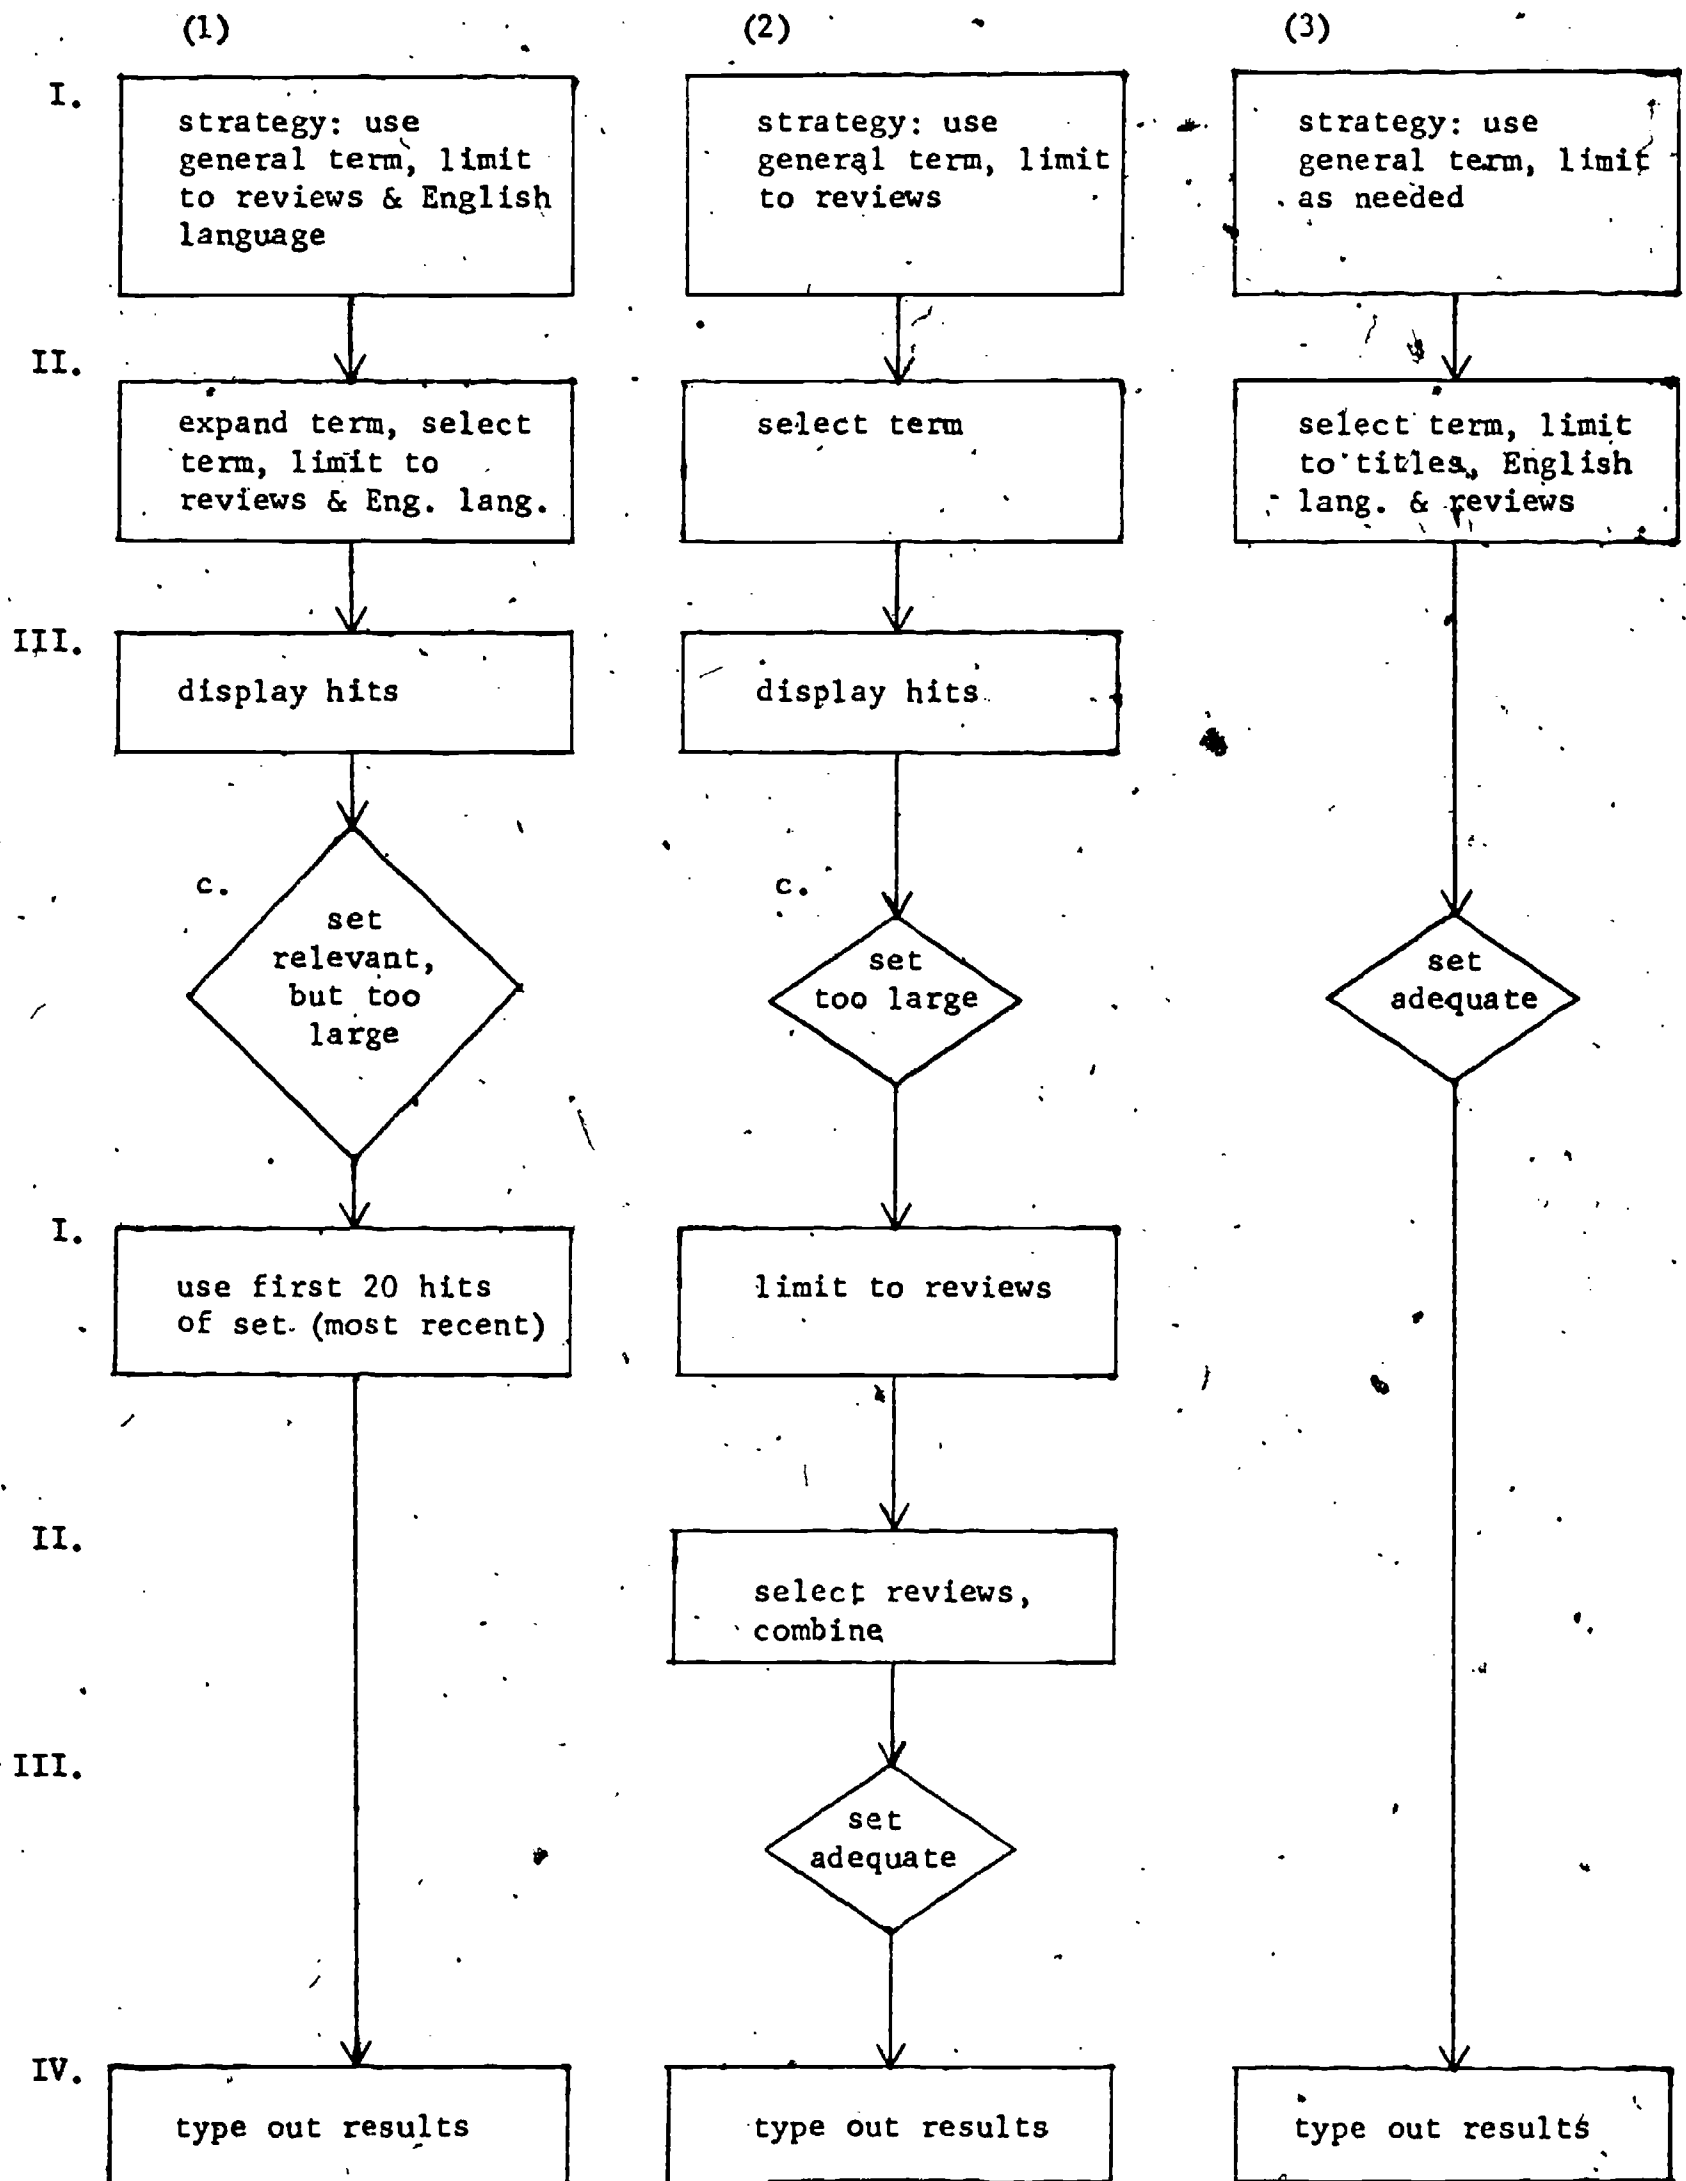 (1)
(2)
(3)
I.
strategy: use
general term, limit
to reviews & English
language
strategy: use
general term, limit
to reviews
strategy: use
general term, limit
as needed
II.
expand term, select
term, limit to
reviews & Eng. lang.
select term
select term, limit
to titles, English
lang. & reviews
III.
display hits
display hits
c.
set
relevant,
but too
large
c.
set
too large
set
adequate
I.
use first 20 hits
of set (most recent)
limit to reviews
II.
select reviews,
combine
III.
set
adequate
IV.
type out results
type out results
type out results